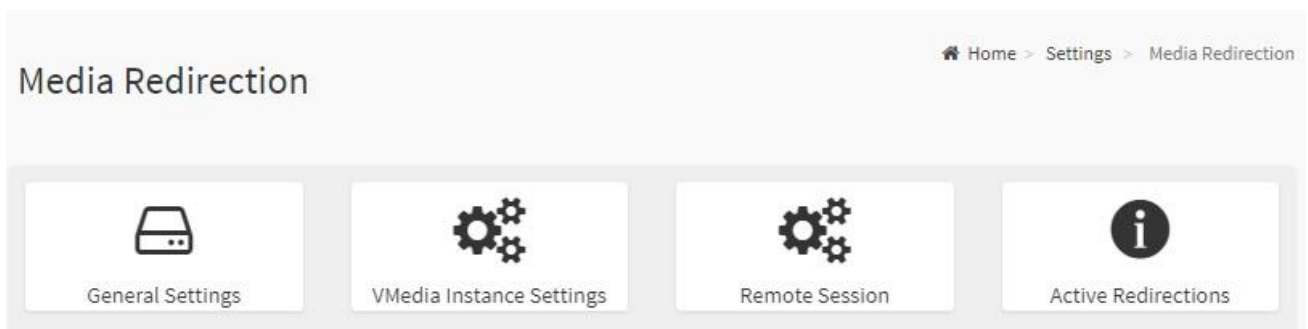 Home > Settings > Media Redirection
Media Redirection
General Settings
VMedia Instance Settings
Remote Session
Active Redirections